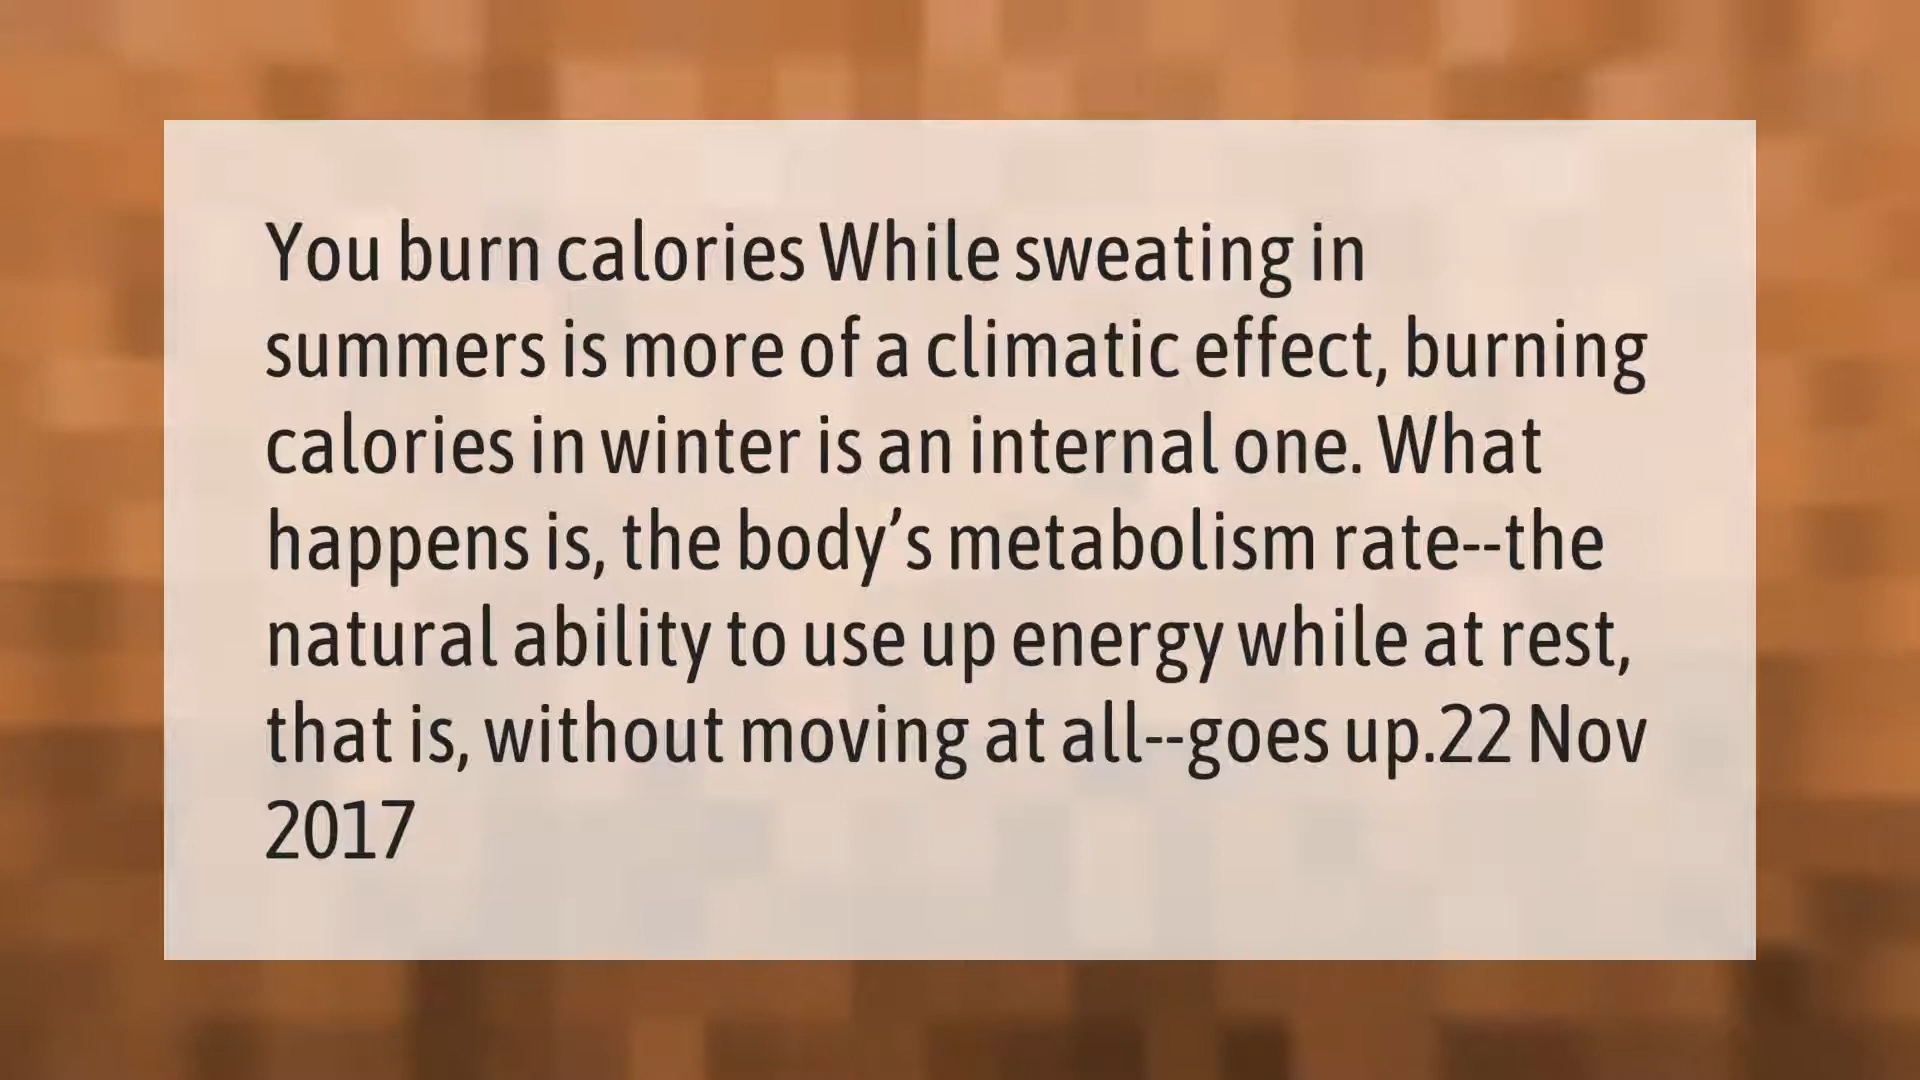 You burn calories While sweating in
summers is more of a climatic effect, burning
calories in winter is an internal one. What
happens is, the body’s metabolism rate--the
natural ability to use up energy while at rest,
that is, without moving at all--goes up.22 Nov
2017